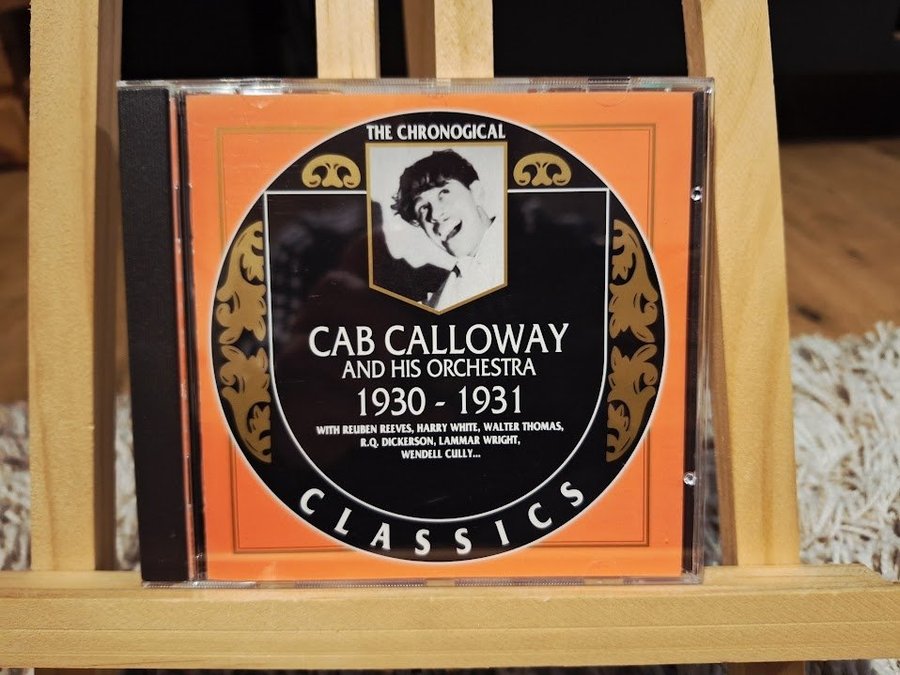 THE CHRONOGICAL
CAB CALLOWAY
AND HIS ORCHESTRA
1930 - 1931
WITH REUBEN REEVES, HARRY WHITE, WALTER THOMAS,
R.Q. DICKERSON, LAMMAR WRIGHT,
WENDELL CULLY...
CLASSICS